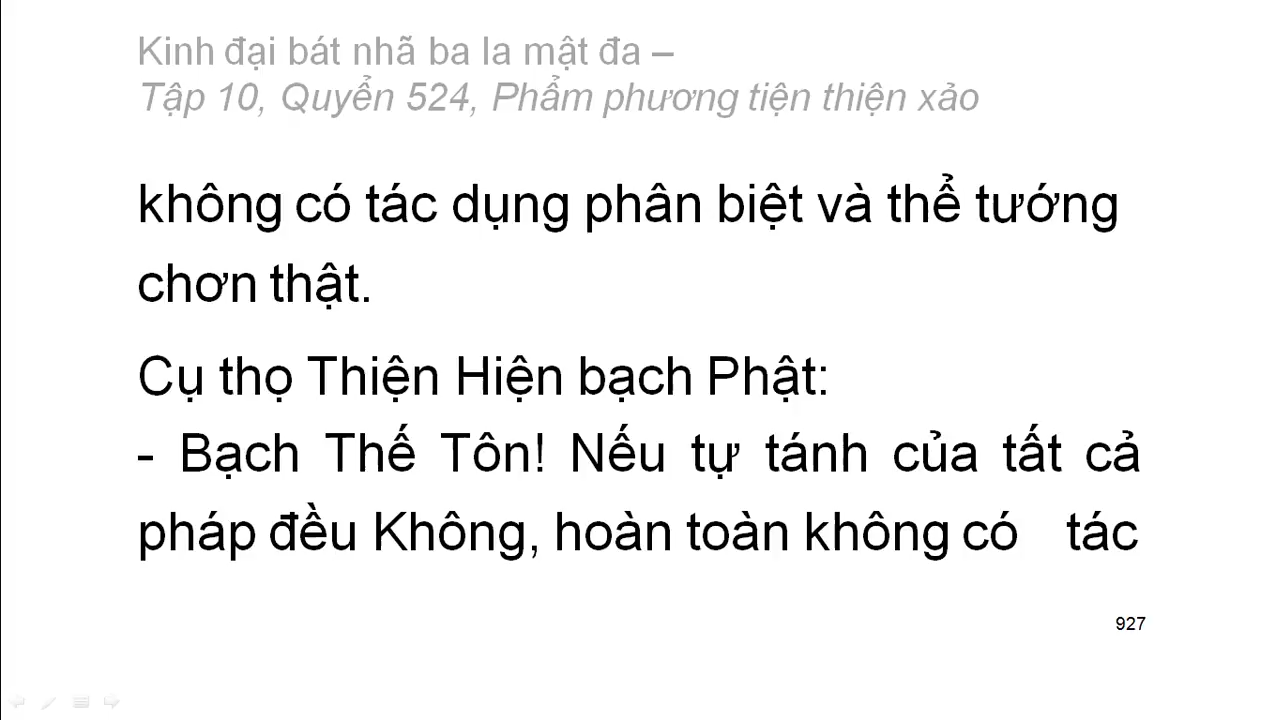 Kinh đại bát nhã ba la mật đa –
Tập 10, Quyển 524, Phẩm phương tiện thiện xảo
không có tác dụng phân biệt và thể tướng
chơn thật.
Cụ thọ Thiện Hiện bạch Phật:
- Bạch Thế Tôn! Nếu tự tánh của tất cả
pháp đều Không, hoàn toàn không có tác
927